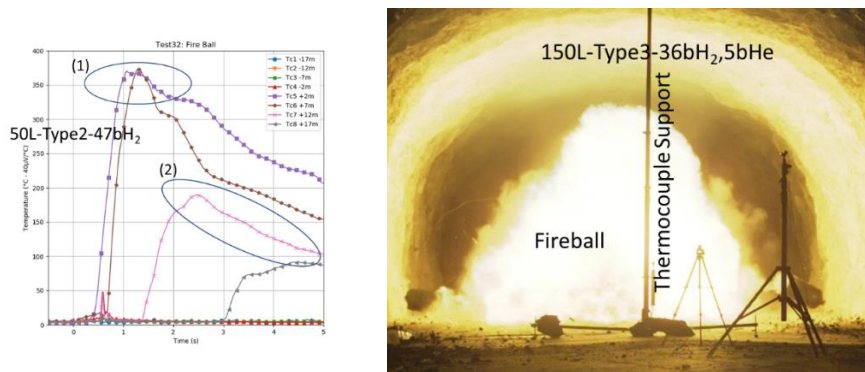 Test32: Fire Ball
Temperature (°C - 40µV/°C)
400
350
300
250
200
150
100
50
0
(1)
50L-Type2-47bH₂
(2)
Tc1 -17m
Tc2 -12m
Tc3 -7m
Tc4 -2m
Tc5 +2m
Tc6 +7m
Tc7 +12m
Tc8 +17m
0 1 2 3 4 5
Time (s)
150L-Type3-36bH₂,5bHe
Thermocouple Support
Fireball